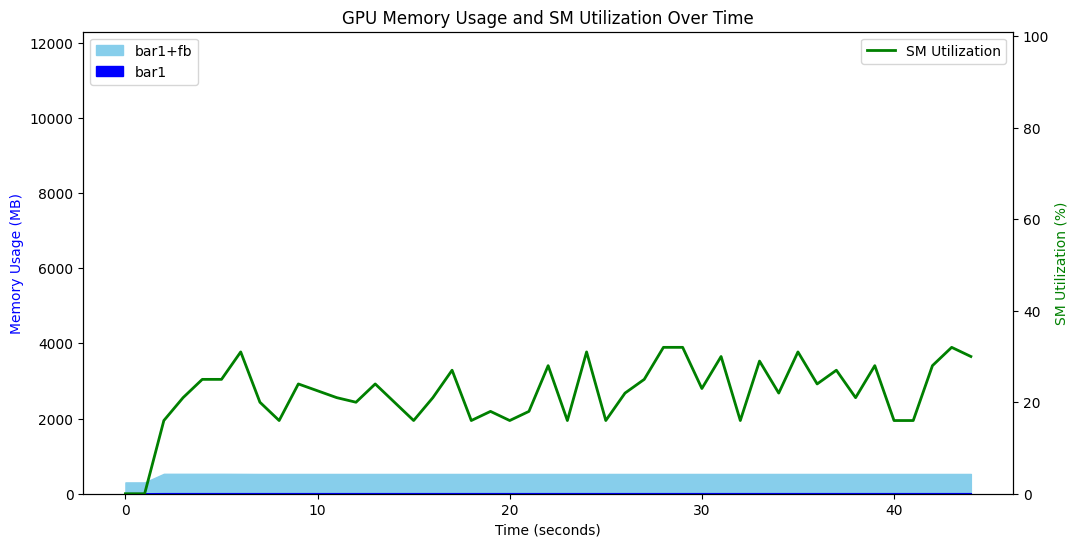 GPU Memory Usage and SM Utilization Over Time
bar1+fb
bar1
SM Utilization
Memory Usage (MB)
12000
10000
8000
6000
4000
2000
0
100
80
60
40
20
0
SM Utilization (%)
0 10 20 30 40
Time (seconds)